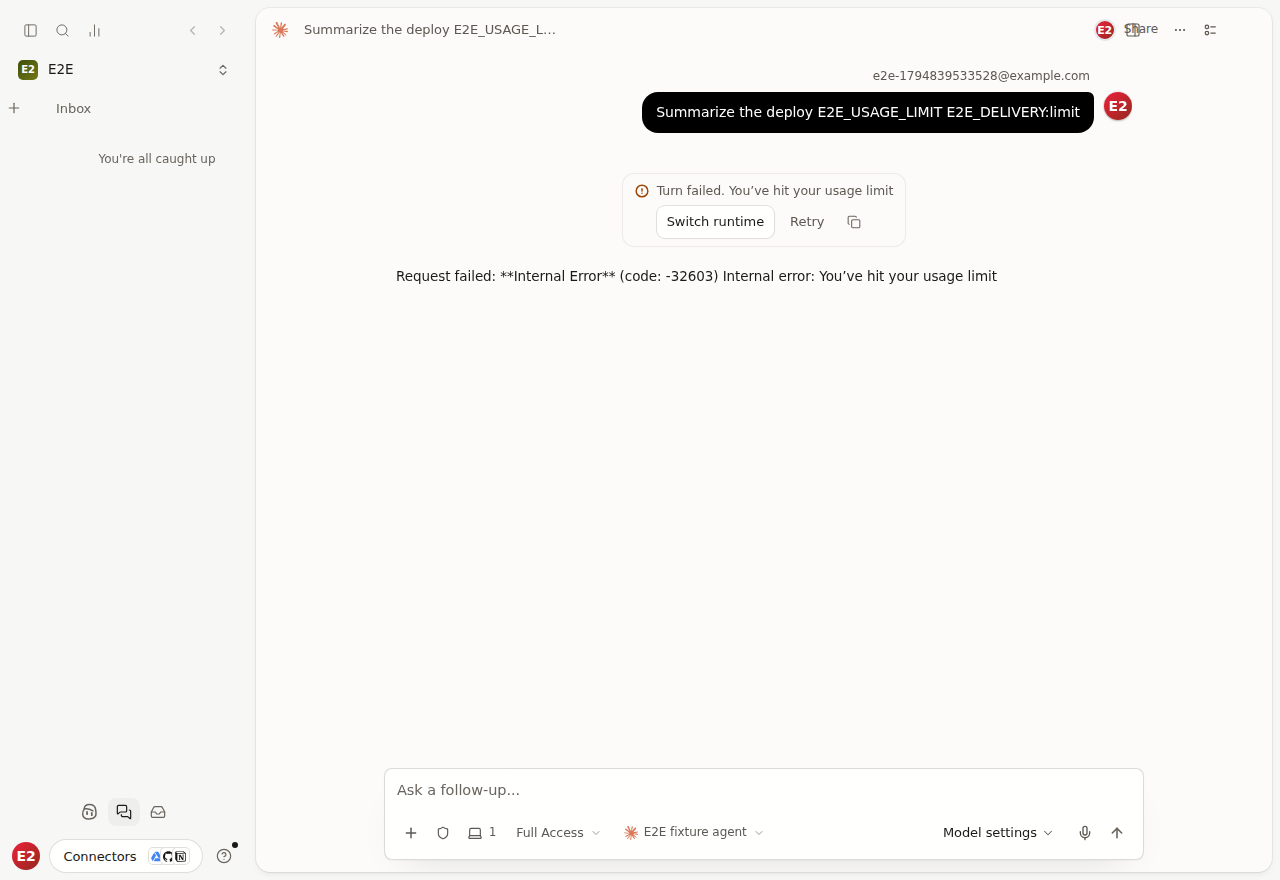 Summarize the deploy E2E_USAGE_L…
E2
Share
E2
E2E
Inbox
You're all caught up
e2e-1794839533528@example.com
Summarize the deploy E2E_USAGE_LIMIT E2E_DELIVERY:limit
E2
Turn failed. You’ve hit your usage limit
Switch runtime
Retry
Request failed: **Internal Error** (code: -32603) Internal error: You’ve hit your usage limit
Ask a follow-up...
1
Full Access
E2E fixture agent
Model settings
E2
Connectors